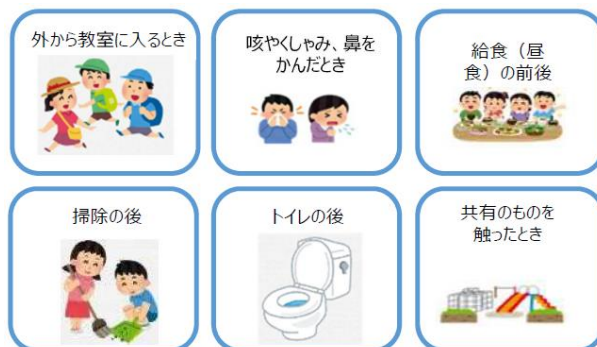 外から教室に入るとき
咳やくしゃみ、鼻を
かんだとき
給食（昼
食）の前後
掃除の後
トイレの後
共有のものを
触ったとき